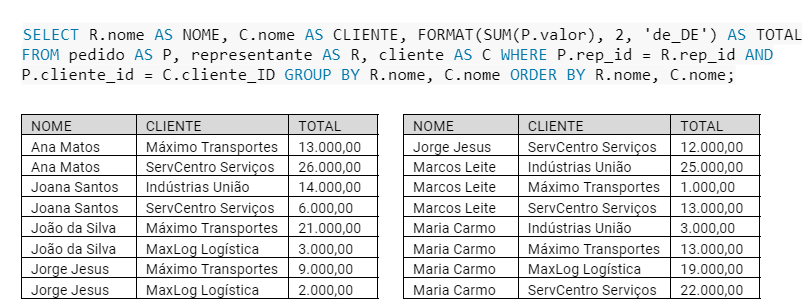 SELECT R.nome AS NOME, C.nome AS CLIENTE, FORMAT(SUM(P.valor), 2, 'de_DE') AS TOTAL
FROM pedido AS P, representante AS R, cliente AS C WHERE P.rep_id = R.rep_id AND
P.cliente_id = C.cliente_ID GROUP BY R.nome, C.nome ORDER BY R.nome, C.nome;
NOME CLIENTE TOTAL
Ana Matos Máximo Transportes 13.000,00
Ana Matos ServCentro Serviços 26.000,00
Joana Santos Indústrias União 14.000,00
Joana Santos ServCentro Serviços 6.000,00
João da Silva Máximo Transportes 21.000,00
João da Silva MaxLog Logística 3.000,00
Jorge Jesus Máximo Transportes 9.000,00
Jorge Jesus MaxLog Logística 2.000,00
NOME CLIENTE TOTAL
Jorge Jesus ServCentro Serviços 12.000,00
Marcos Leite Indústrias União 25.000,00
Marcos Leite Máximo Transportes 1.000,00
Marcos Leite ServCentro Serviços 13.000,00
Maria Carmo Indústrias União 3.000,00
Maria Carmo Máximo Transportes 13.000,00
Maria Carmo MaxLog Logística 19.000,00
Maria Carmo ServCentro Serviços 22.000,00